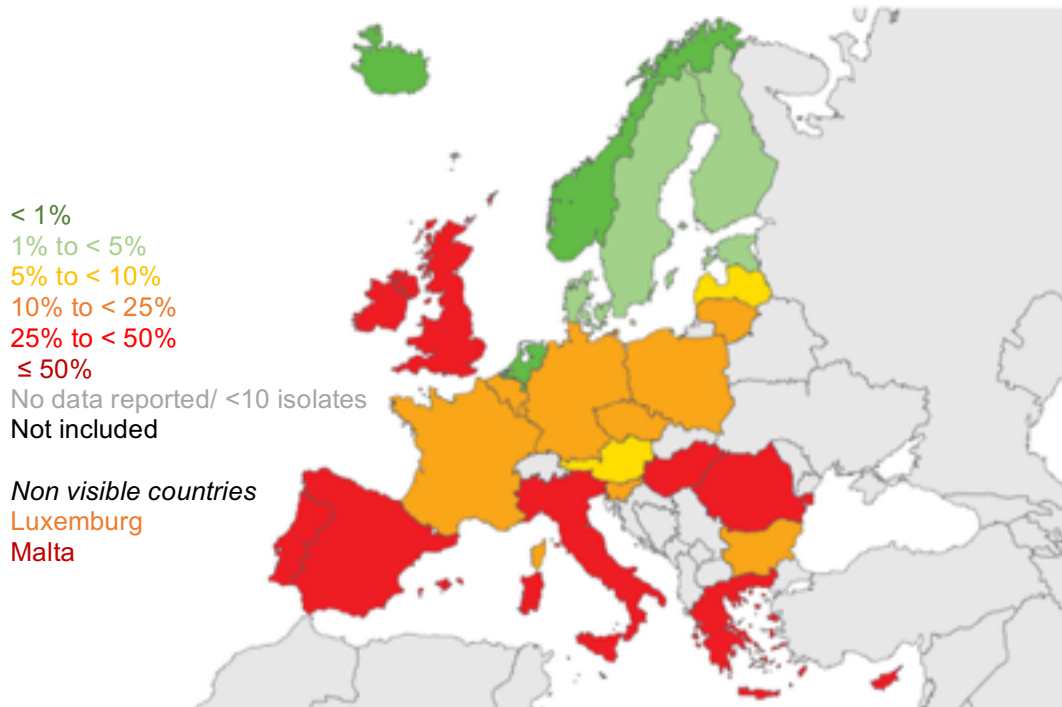 < 1%
1% to < 5%
5% to < 10%
10% to < 25%
25% to < 50%
≤ 50%
No data reported/ <10 isolates
Not included
Non visible countries
Luxemburg
Malta